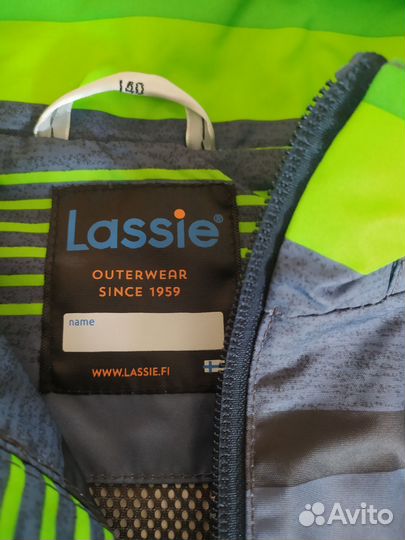 140
Lassie®
OUTERWEAR
SINCE 1959
name
WWW.LASSIE.FI
Avito